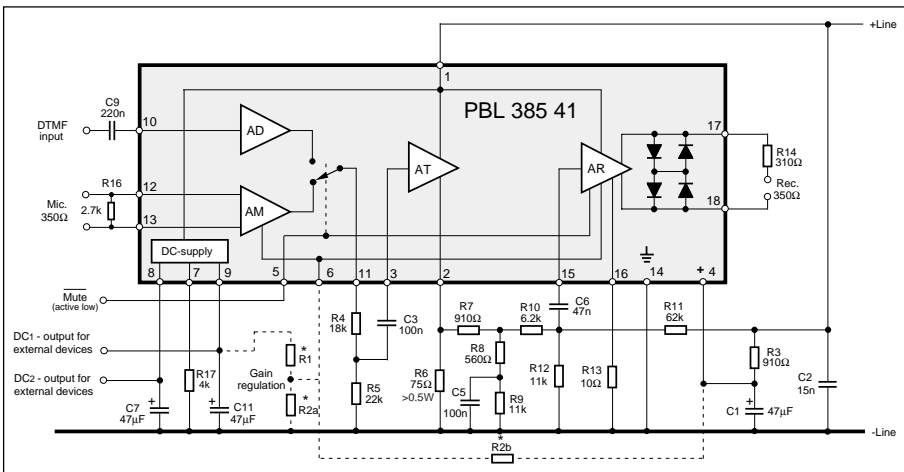 +Line
1
PBL 385 41
C9
220n
DTMF
input
10
AD
17
R14
310Ω
AT
AR
Rec.
350Ω
R16
2.7k
Mic.
350Ω
12
13
AM
18
DC-supply
8
7
9
5
6
11
3
2
15
16
14
+
4
Mute
(active low)
R4
18k
C3
100n
R7
910Ω
R10
6.2k
C6
47n
R11
62k
DC1 - output for
external devices
* R1
R8
560Ω
R3
910Ω
DC2 - output for
external devices
R17
4k
Gain
regulation
R6
75Ω
>0.5W
R12
11k
R13
10Ω
C2
15n
* R2a
R5
22k
C5
100n
R9
11k
+
C7
47µF
+
C11
47µF
+
C1
47µF
-Line
*
R2b